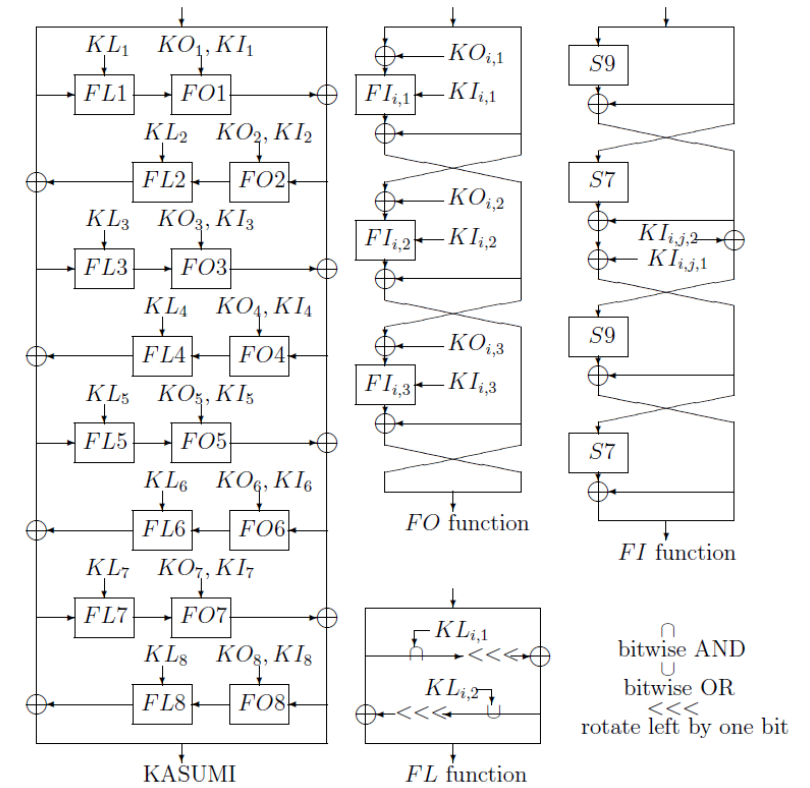 KL₁ KO₁, KI₁
FL1 FO1
KL₂ KO₂, KI₂
FL2 FO2
KL₃ KO₃, KI₃
FL3 FO3
KL₄ KO₄, KI₄
FL4 FO4
KL₅ KO₅, KI₅
FL5 FO5
KL₆ KO₆, KI₆
FL6 FO6
KL₇ KO₇, KI₇
FL7 FO7
KL₈ KO₈, KI₈
FL8 FO8
KASUMI
KOᵢ,₁
FIᵢ,₁ KIᵢ,₁
KOᵢ,₂
FIᵢ,₂ KIᵢ,₂
KOᵢ,₃
FIᵢ,₃ KIᵢ,₃
FO function
S9
S7
KIᵢ,ⱼ,₂
KIᵢ,ⱼ,₁
S9
S7
FI function
KLᵢ,₁
∩ <<<
KLᵢ,₂
<<< ∪
FL function
∩
bitwise AND
∪
bitwise OR
<<<
rotate left by one bit